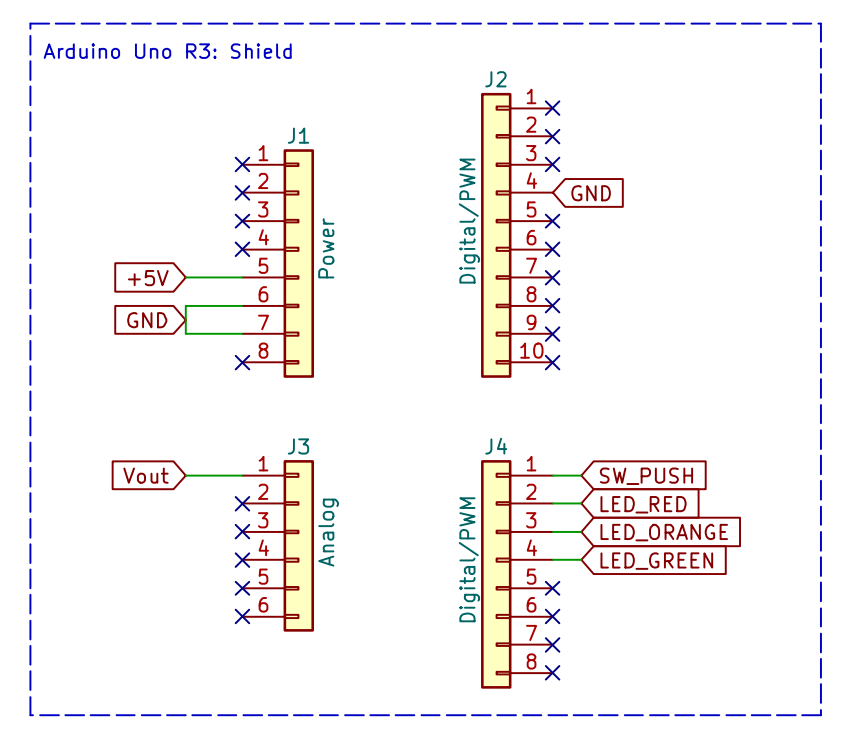 Arduino Uno R3: Shield
J1
1
2
3
4
+5V 5
GND 6
7
8
Power
J2
1
2
3
4 GND
5
6
7
8
9
10
Digital/PWM
J3
Vout 1
2
3
4
5
6
Analog
J4
1 SW_PUSH
2 LED_RED
3 LED_ORANGE
4 LED_GREEN
5
6
7
8
Digital/PWM